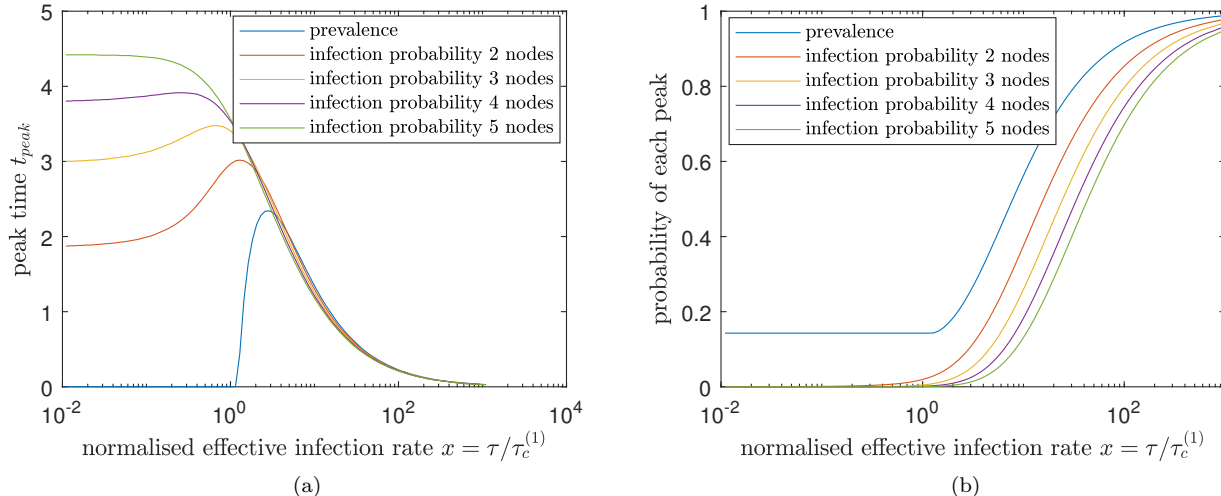 5
4
3
2
1
0
peak time t_{peak}
prevalence
infection probability 2 nodes
infection probability 3 nodes
infection probability 4 nodes
infection probability 5 nodes
10^{-2} 10^{0} 10^{2} 10^{4}
normalised effective infection rate x = τ/τ_c^{(1)}
(a)
1
0.8
0.6
0.4
0.2
0
probability of each peak
prevalence
infection probability 2 nodes
infection probability 3 nodes
infection probability 4 nodes
infection probability 5 nodes
10^{-2} 10^{0} 10^{2}
normalised effective infection rate x = τ/τ_c^{(1)}
(b)